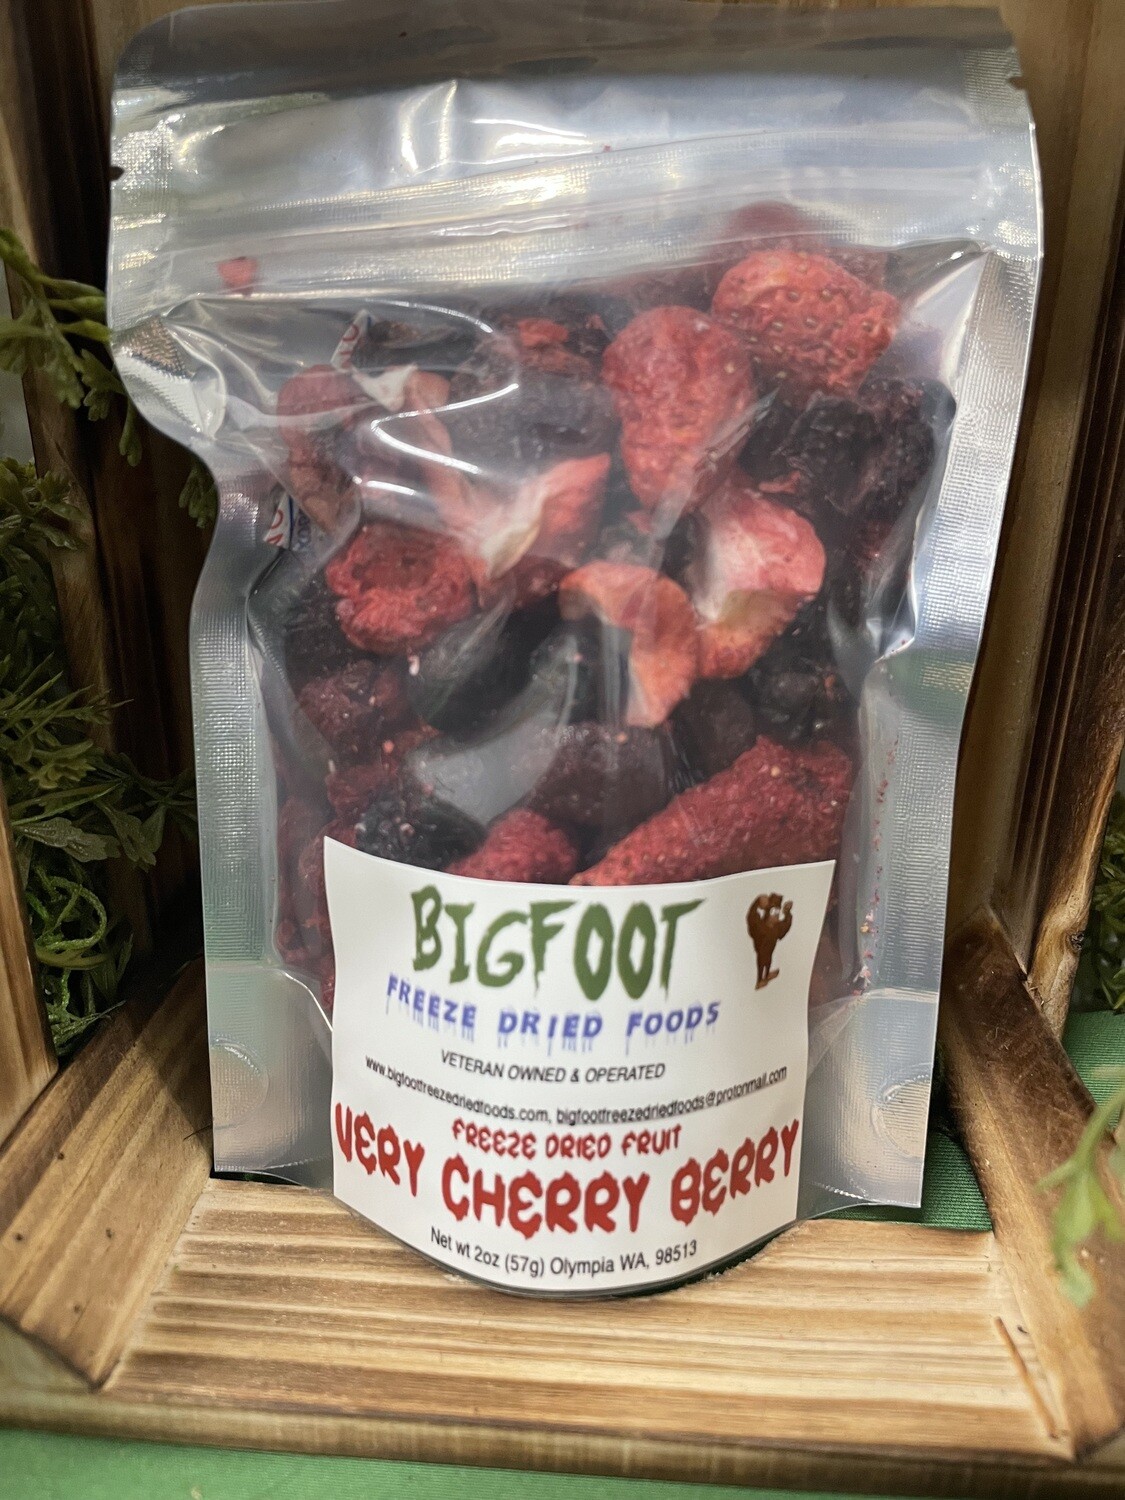 BIGFOOT
FREEZE DRIED FOODS
VETERAN OWNED & OPERATED
www.bigfootfreezedriedfoods.com, bigfootfreezedriedfoods@protonmail.com
FREEZE DRIED FRUIT
VERY CHERRY BERRY
Net wt 2oz (57g) Olympia WA, 98513